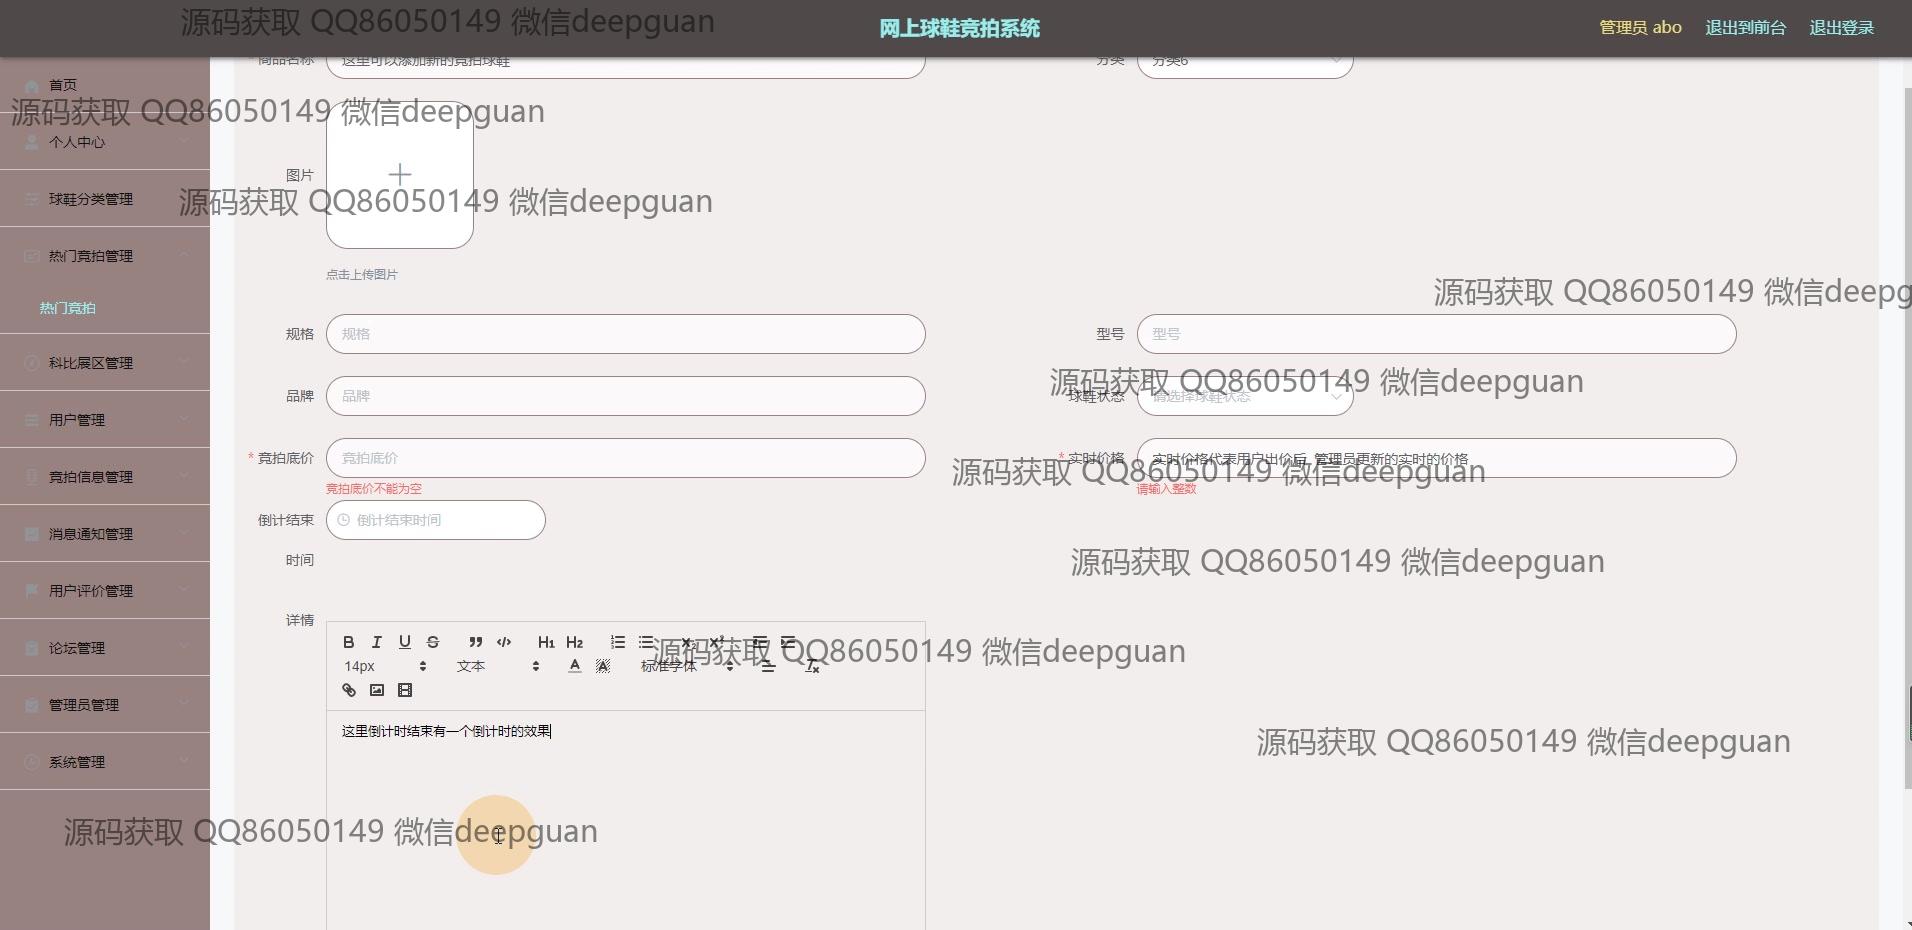 源码获取 QQ86050149 微信deepguan
网上球鞋竞拍系统
管理员 abo
退出到前台
退出登录
商品名称
这里可以添加新的竞拍球鞋
分类
分类6
首页
源码获取 QQ86050149 微信deepguan
个人中心
图片
球鞋分类管理
源码获取 QQ86050149 微信deepguan
热门竞拍管理
点击上传图片
源码获取 QQ86050149 微信deepg
热门竞拍
规格
规格
型号
型号
科比展区管理
源码获取 QQ86050149 微信deepguan
品牌
品牌
球鞋状态
请选择球鞋状态
用户管理
* 竞拍底价
竞拍底价
* 实时价格
实时价格代表用户出价后 管理员更新的实时的价格
源码获取 QQ86050149 微信deepguan
竞拍信息管理
竞拍底价不能为空
请输入整数
倒计结束
倒计结束时间
消息通知管理
时间
源码获取 QQ86050149 微信deepguan
用户评价管理
详情
B I U S H1 H2 X2 X2
论坛管理
源码获取 QQ86050149 微信deepguan
14px
文本
A A
标准字体
Tx
管理员管理
这里倒计时结束有一个倒计时的效果
源码获取 QQ86050149 微信deepguan
系统管理
源码获取 QQ86050149 微信deepguan